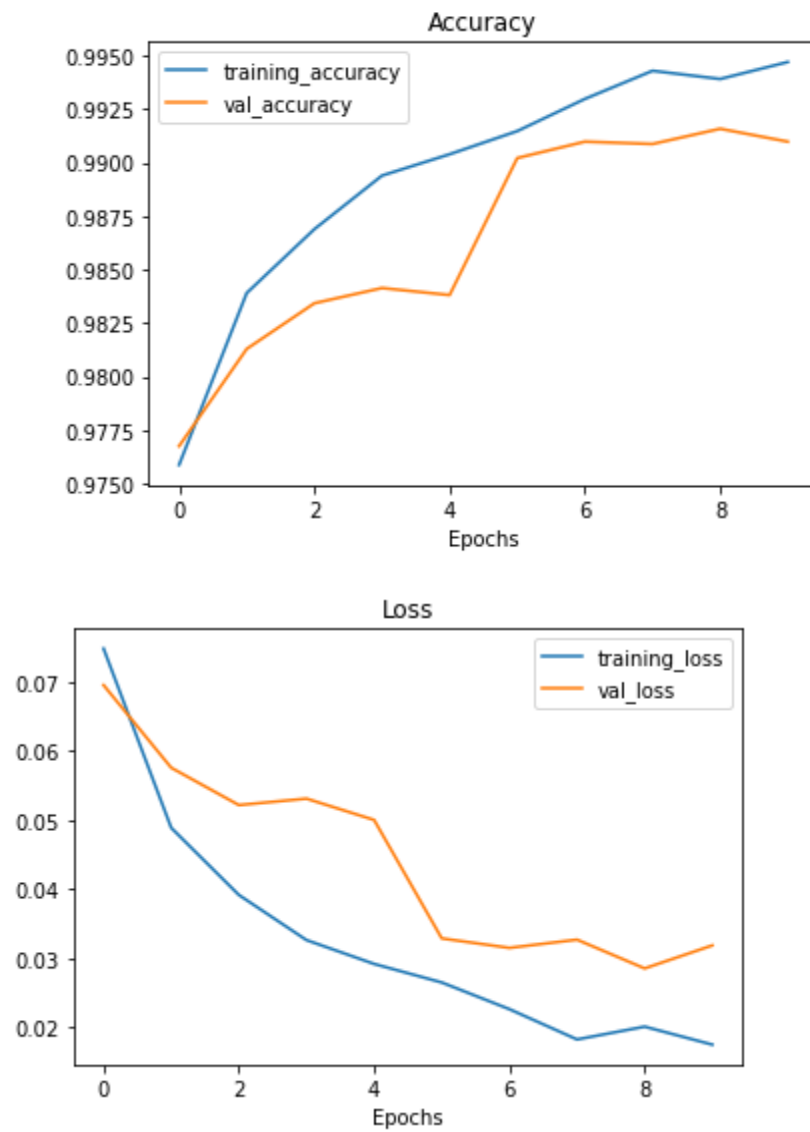 Accuracy
0.9950
training_accuracy
0.9925
val_accuracy
0.9900
0.9875
0.9850
0.9825
0.9800
0.9775
0.9750
0 2 4 6 8
Epochs
Loss
training_loss
0.07
val_loss
0.06
0.05
0.04
0.03
0.02
0 2 4 6 8
Epochs